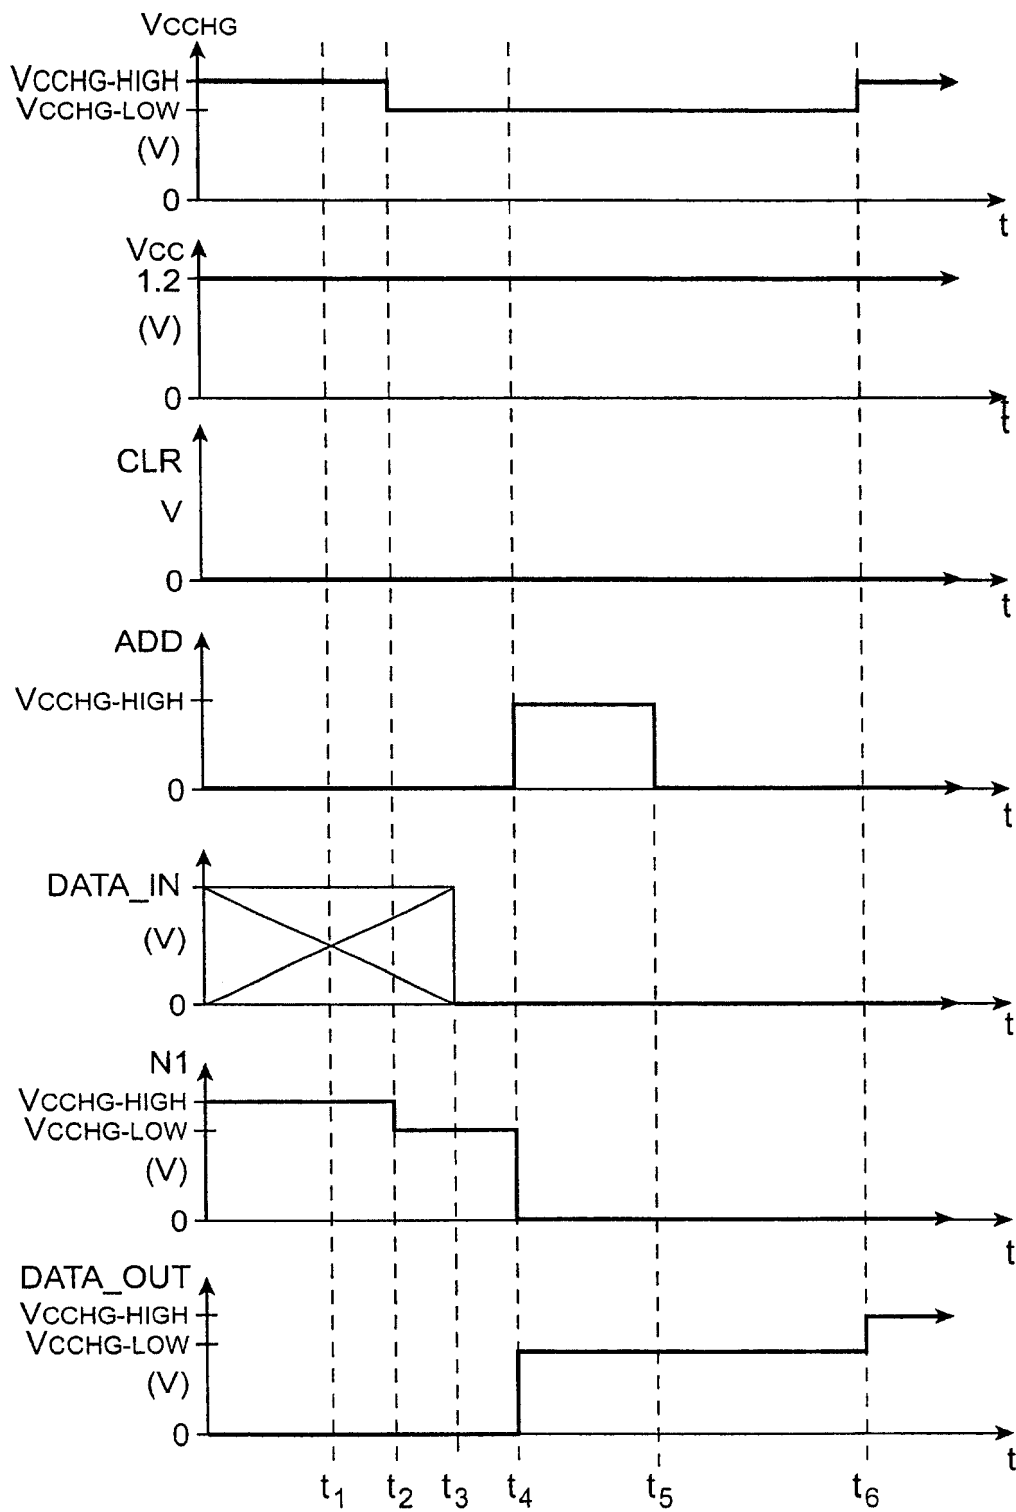 VCCHG
VCCHG-HIGH
VCCHG-LOW
(V)
0
t
VCC
1.2
(V)
0
t
CLR
V
0
t
ADD
VCCHG-HIGH
0
t
DATA_IN
(V)
0
t
N1
VCCHG-HIGH
VCCHG-LOW
(V)
0
t
DATA_OUT
VCCHG-HIGH
VCCHG-LOW
(V)
0
t
t1 t2 t3 t4 t5 t6